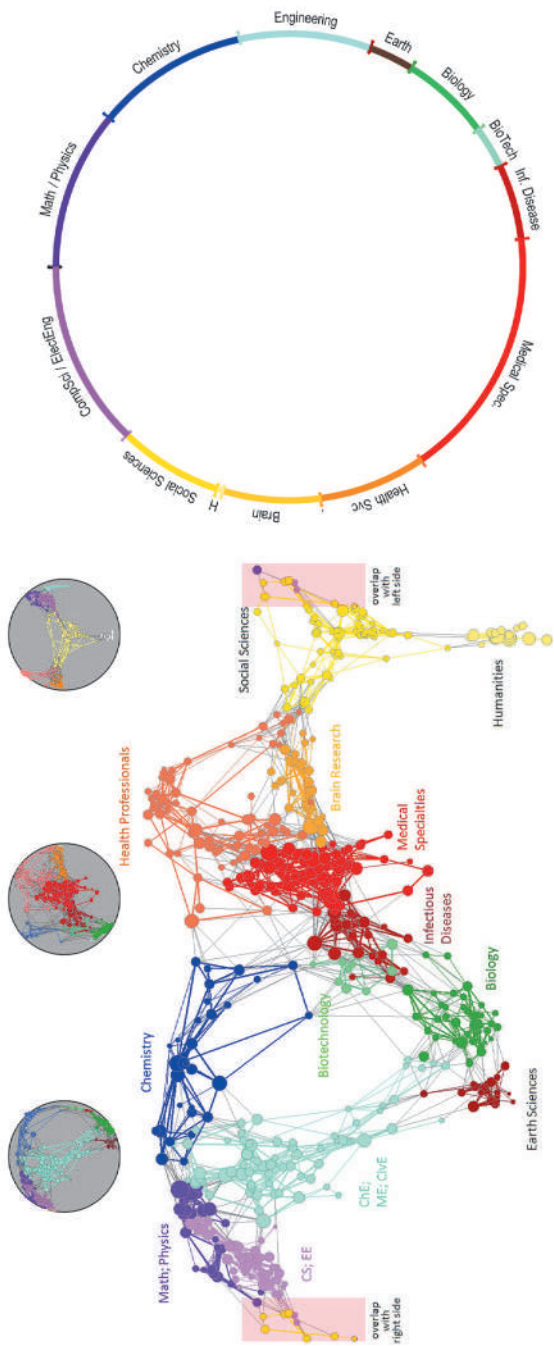 Engineering
Earth
Biology
BioTech
Inf. Disease
Medical Spec.
Health Svc
Brain
H
Social Sciences
CompSci / ElectEng
Math / Physics
Chemistry
Math; Physics
CS; EE
overlap
with
right side
Chemistry
ChE;
ME; CivE
Earth Sciences
Biotechnology
Biology
Infectious
Diseases
Medical
Specialties
Health Professionals
Brain Research
Social Sciences
overlap
with
left side
Humanities